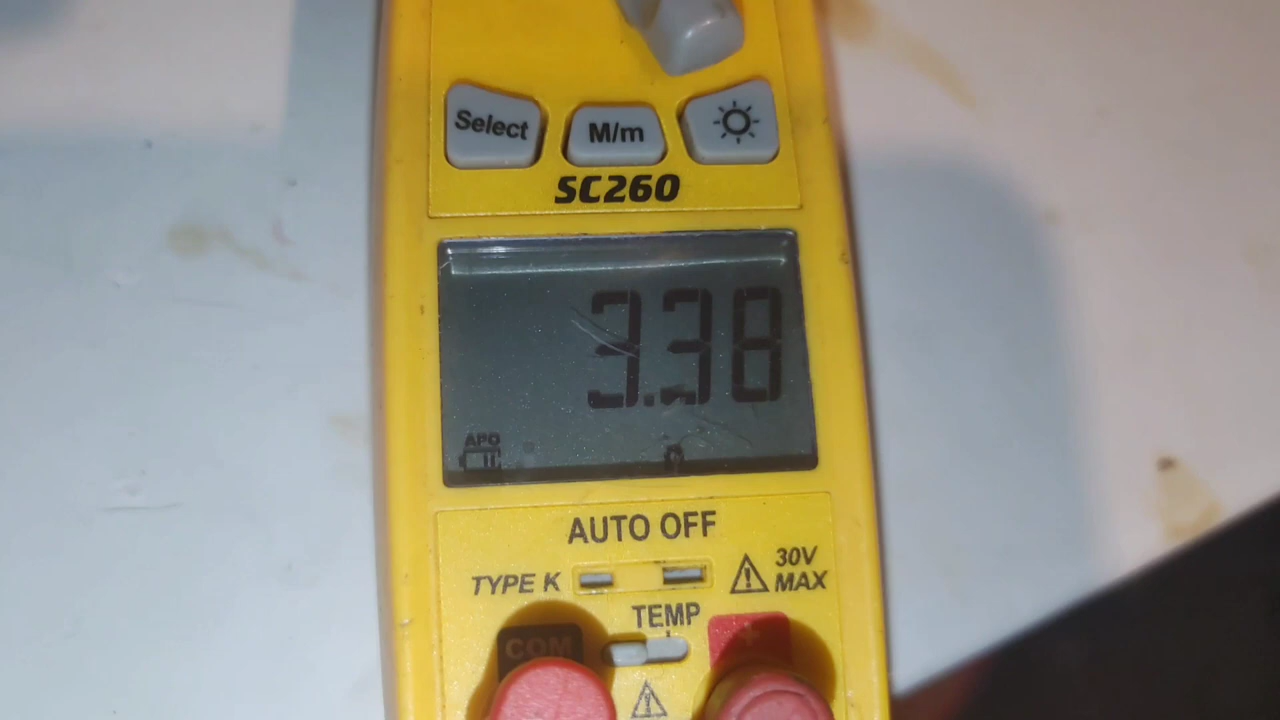 Select M/m
SC260
3.38
APO
AUTO OFF
TYPE K
30V
MAX
TEMP
COM +